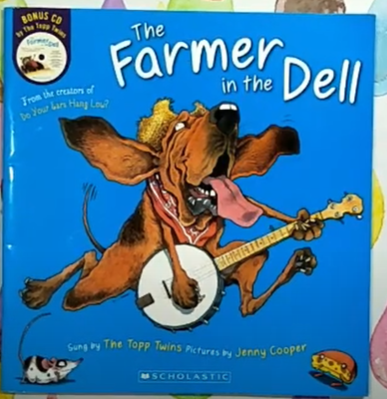 BONUS CD
by The Topp Twins
The
Farmer
in the Dell
From the creators of
Do Your Ears Hang Low?
Sung by The Topp Twins Pictures by Jenny Cooper
SCHOLASTIC